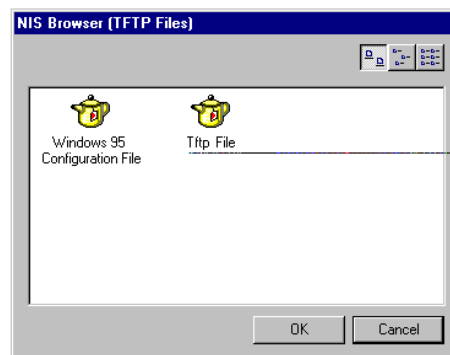 NIS Browser (TFTP Files)
Windows 95
Configuration File
Tftp File
OK
Cancel